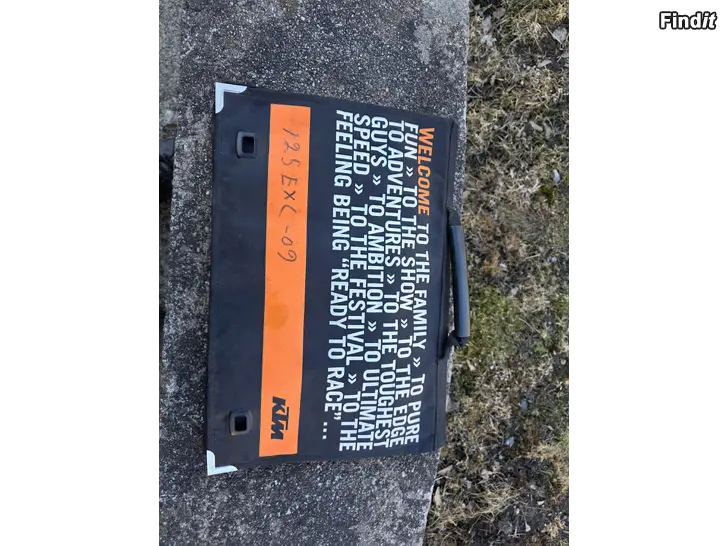 Findit
WELCOME TO THE FAMILY » TO PURE
FUN » TO THE SHOW » TO THE EDGE
TO ADVENTURES » TO THE TOUGHEST
GUYS » TO AMBITION » TO ULTIMATE
SPEED » TO THE FESTIVAL » TO THE
FEELING BEING “READY TO RACE”...
125 EXC -09
KTM